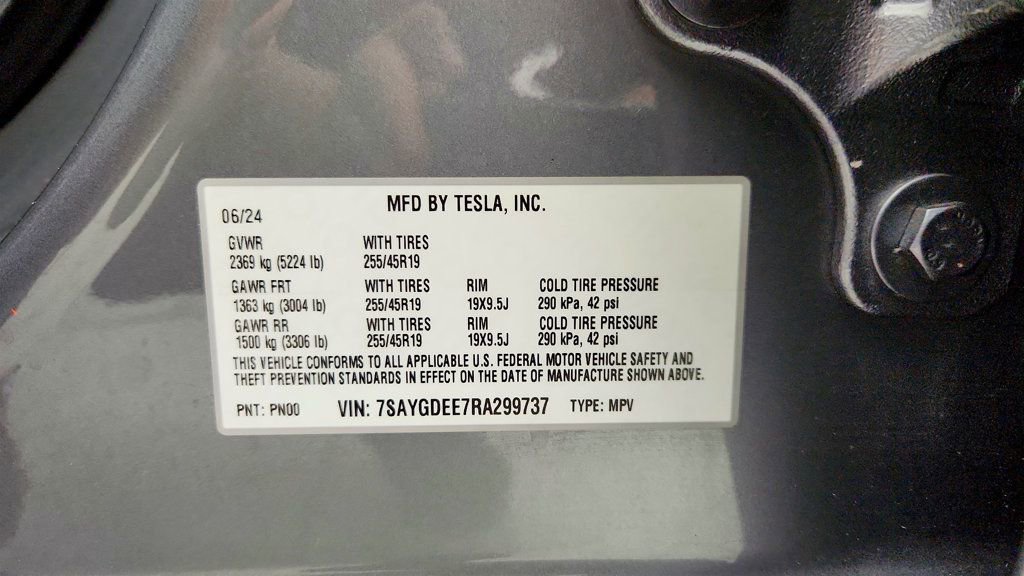 MFD BY TESLA, INC.
06/24
GVWR WITH TIRES
2369 kg (5224 lb) 255/45R19
GAWR FRT WITH TIRES RIM COLD TIRE PRESSURE
1363 kg (3004 lb) 255/45R19 19X9.5J 290 kPa, 42 psi
GAWR RR WITH TIRES RIM COLD TIRE PRESSURE
1500 kg (3306 lb) 255/45R19 19X9.5J 290 kPa, 42 psi
THIS VEHICLE CONFORMS TO ALL APPLICABLE U.S. FEDERAL MOTOR VEHICLE SAFETY AND
THEFT PREVENTION STANDARDS IN EFFECT ON THE DATE OF MANUFACTURE SHOWN ABOVE.
PNT: PN00 VIN: 7SAYGDEE7RA299737 TYPE: MPV